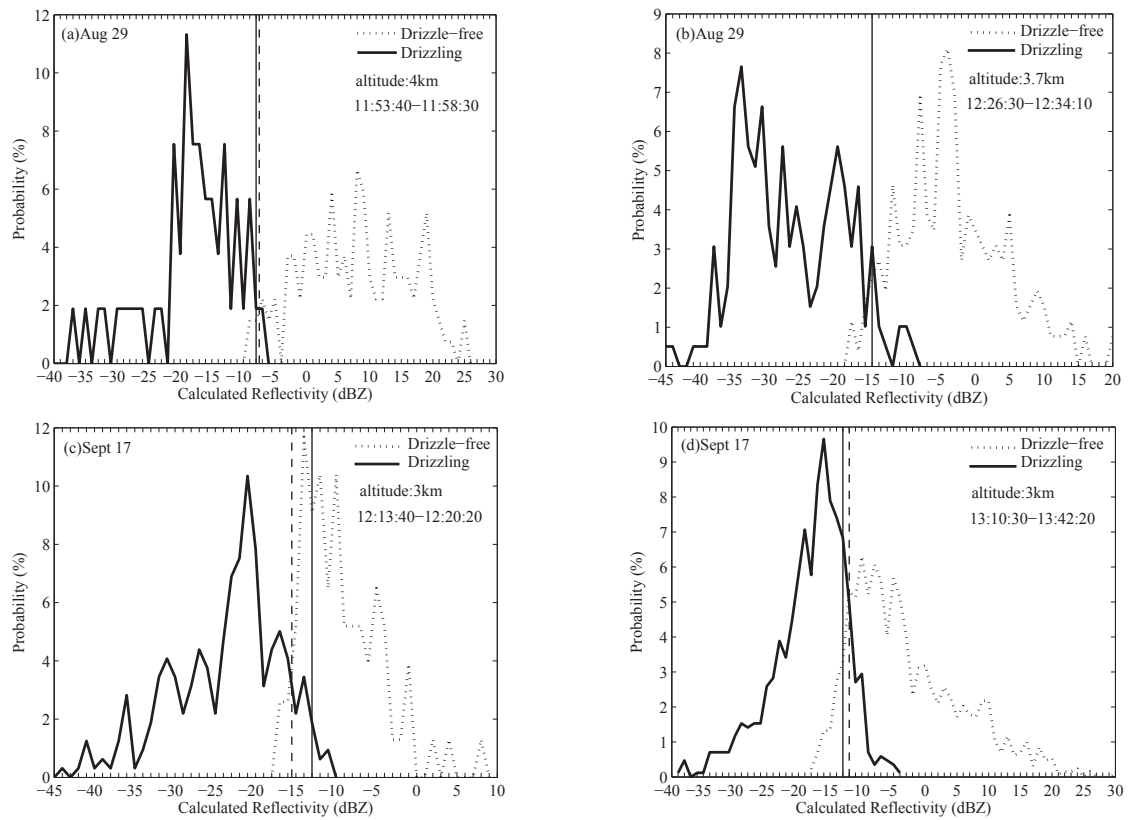 (a)Aug 29
Drizzle−free
Drizzling
altitude:4km
11:53:40−11:58:30
Probability (%)
12
10
8
6
4
2
0
−40 −35 −30 −25 −20 −15 −10 −5 0 5 10 15 20 25 30
Calculated Reflectivity (dBZ)
(b)Aug 29
Drizzle−free
Drizzling
altitude:3.7km
12:26:30−12:34:10
Probability (%)
9
8
7
6
5
4
3
2
1
0
−45 −40 −35 −30 −25 −20 −15 −10 −5 0 5 10 15 20
Calculated Reflectivity (dBZ)
(c)Sept 17
Drizzle−free
Drizzling
altitude:3km
12:13:40−12:20:20
Probability (%)
12
10
8
6
4
2
0
−45 −40 −35 −30 −25 −20 −15 −10 −5 0 5 10
Calculated Reflectivity (dBZ)
(d)Sept 17
Drizzle−free
Drizzling
altitude:3km
13:10:30−13:42:20
Probability (%)
10
9
8
7
6
5
4
3
2
1
0
−40 −35 −30 −25 −20 −15 −10 −5 0 5 10 15 20 25 30
Calculated Reflectivity (dBZ)